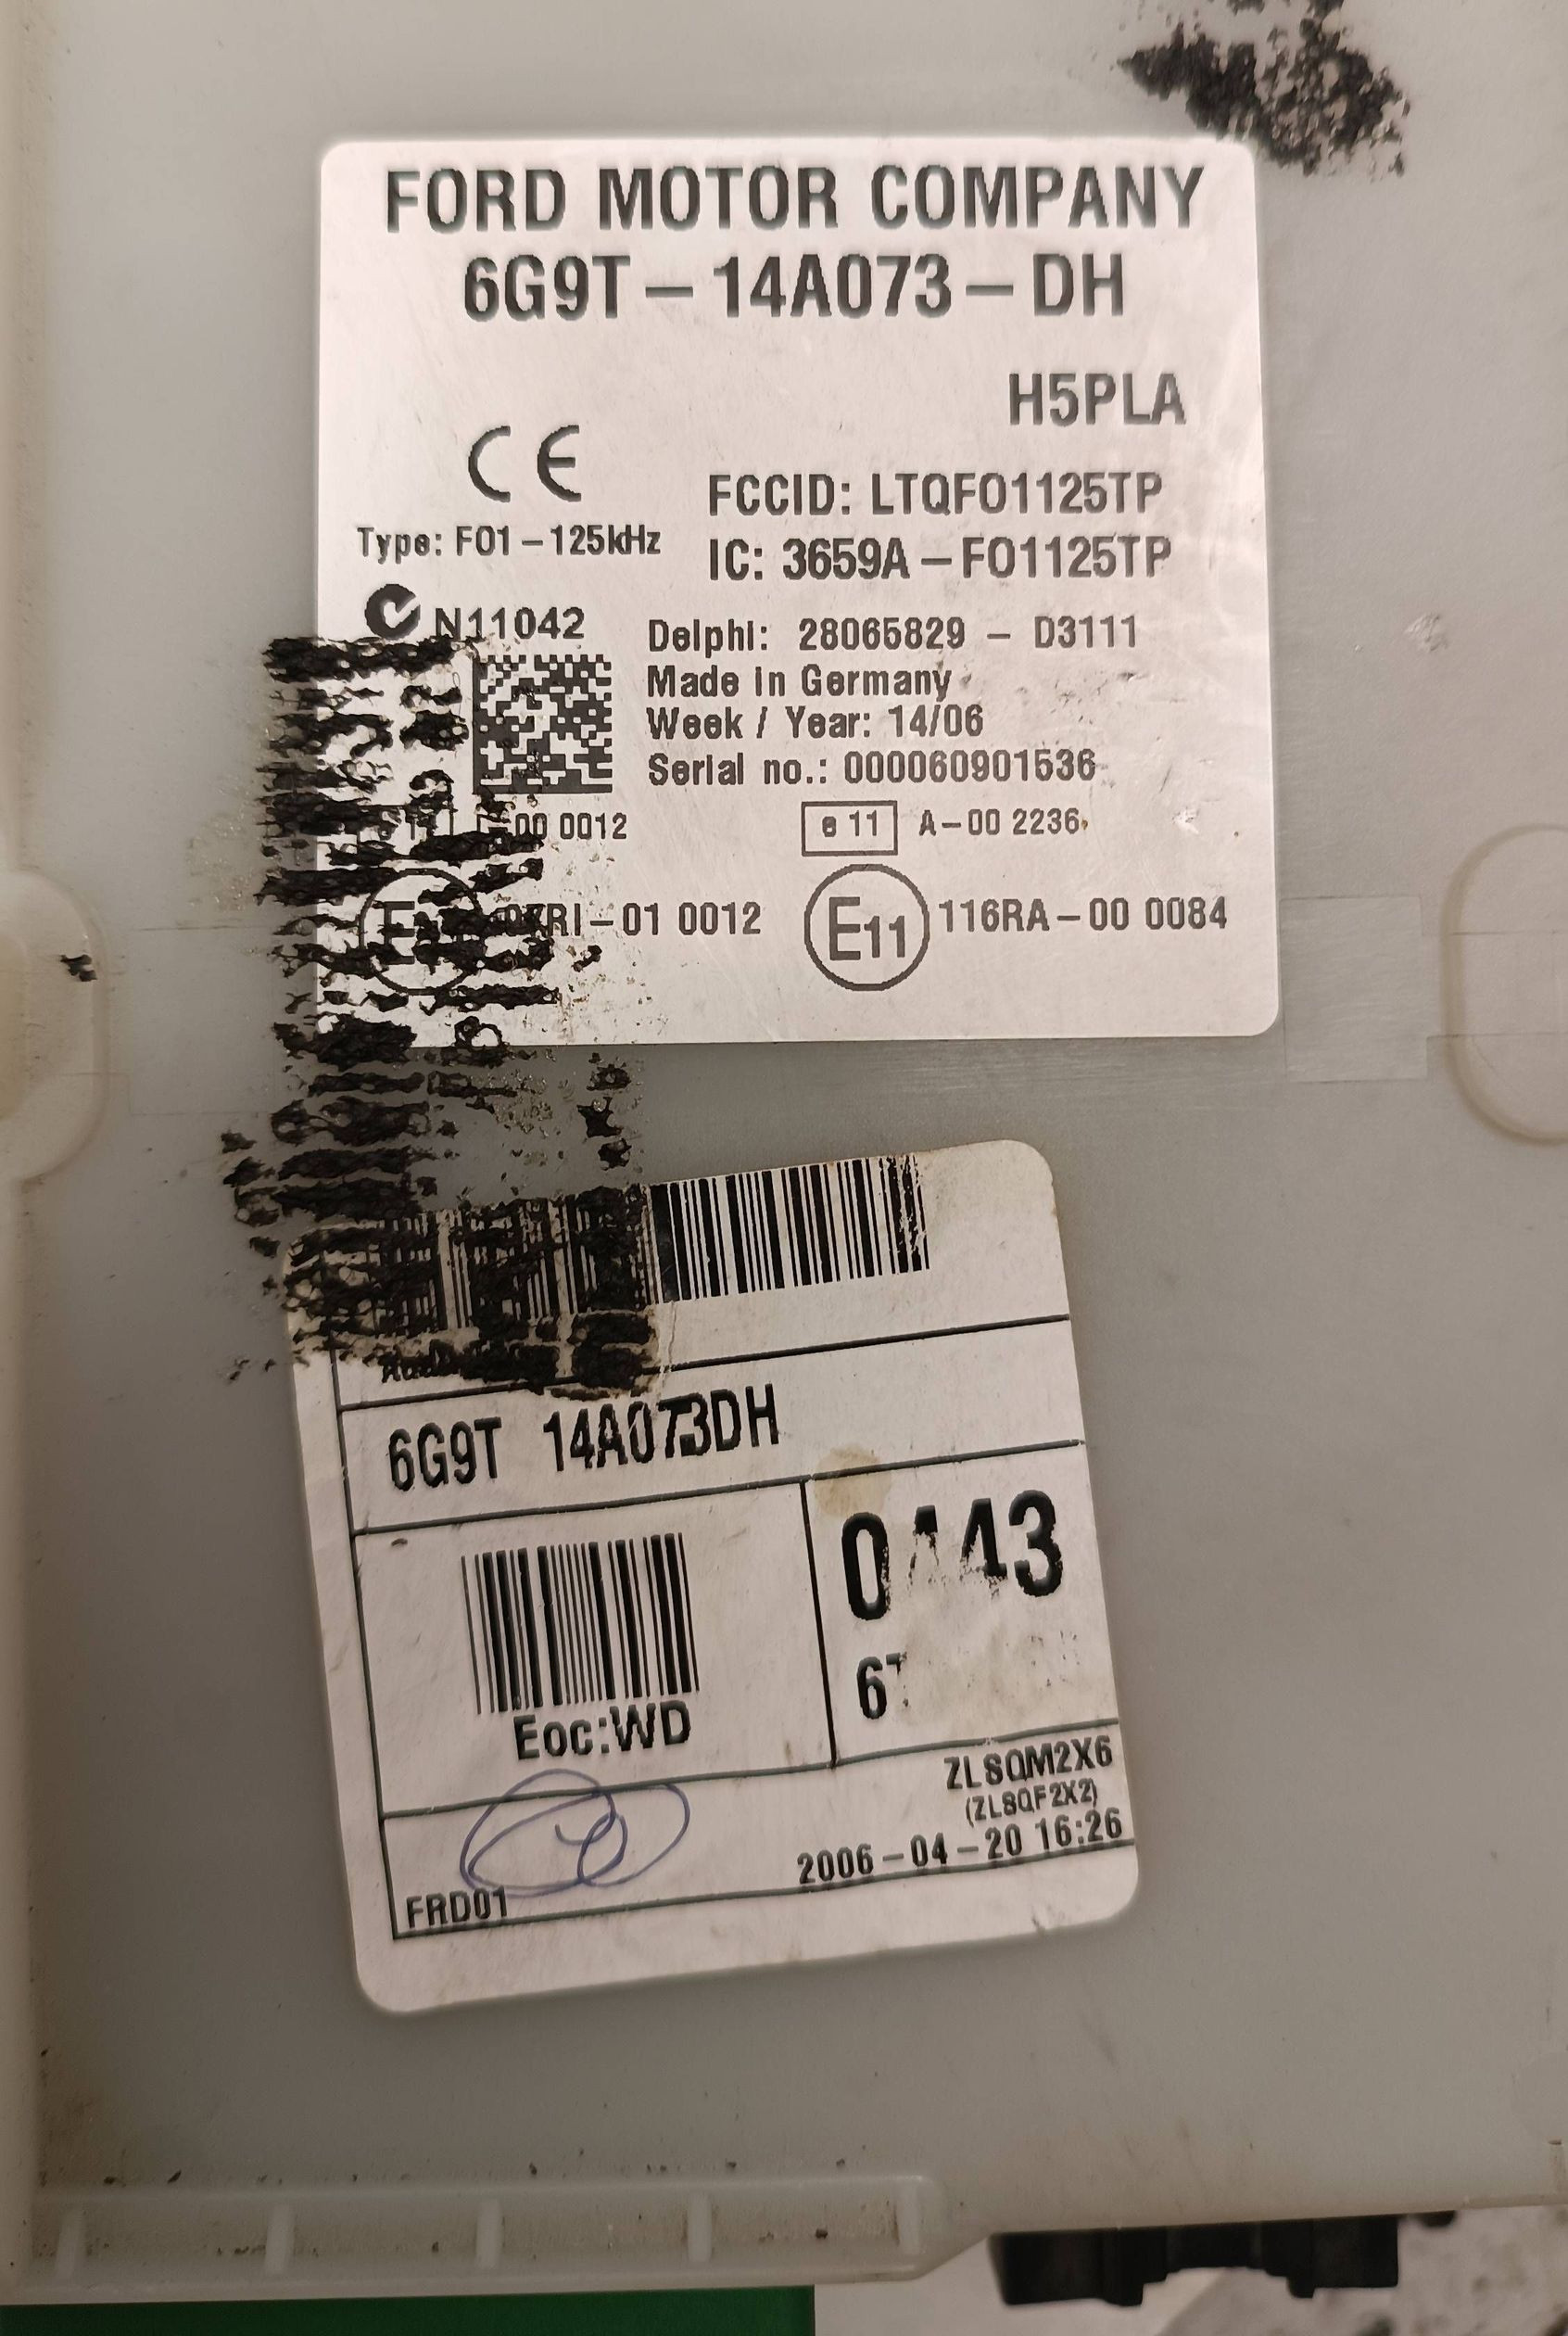 FORD MOTOR COMPANY
6G9T-14A073-DH
H5PLA
CE
FCCID: LTQFO1125TP
Type: FO1-125kHz
IC: 3659A-FO1125TP
N11042
Delphi: 28065829 - D3111
Made in Germany
Week / Year: 14/06
Serial no.: 000060901536
00 0012
e 11 A-00 2236
RI-01 0012
E11 116RA-00 0084
6G9T 14A073DH
Eoc:WD
ZLSQM2X6
(ZLSQF2X2)
2006-04-20 16:26
FRD01